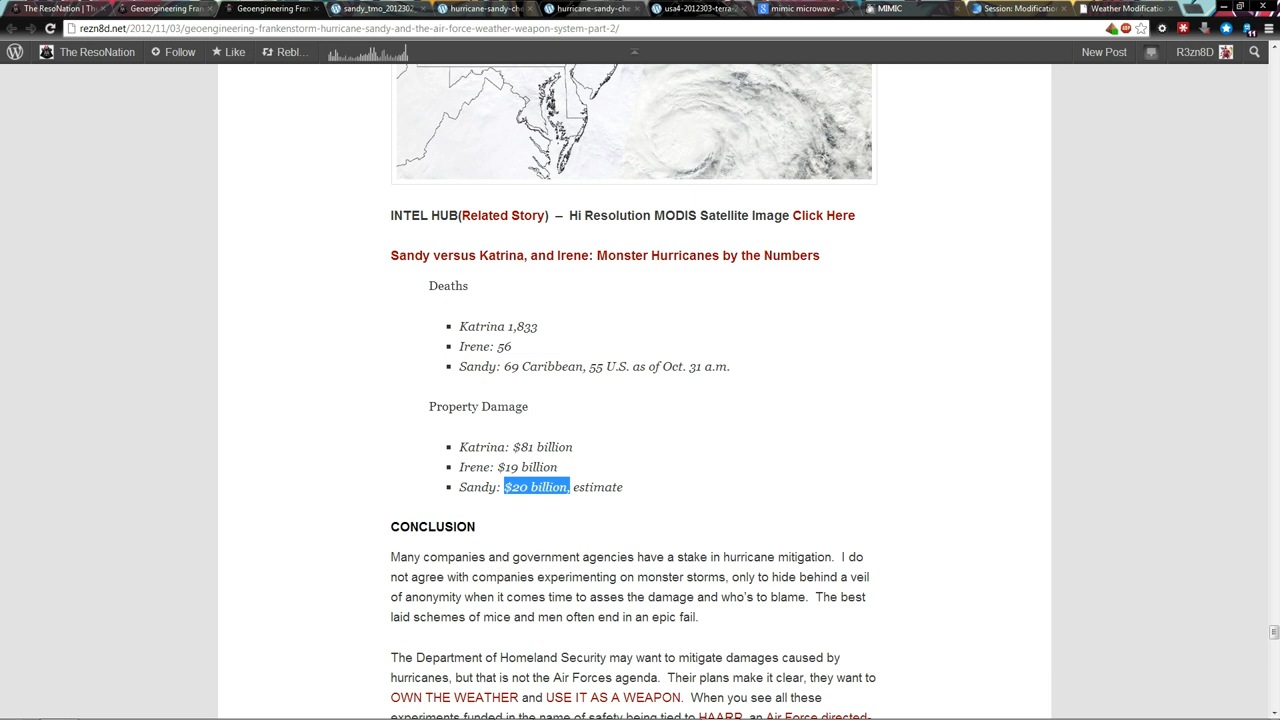 The ResoNation | Th
Geoengineering Fran
Geoengineering Fran
sandy_tmo_2012302
hurricane-sandy-ch
hurricane-sandy-ch
usa4-2012303-terra-
mimic microwave -
MIMIC
Session: Modificatio
Weather Modificatio
rezn8d.net/2012/11/03/geoengineering-frankenstorm-hurricane-sandy-and-the-air-force-weather-weapon-system-part-2/
The ResoNation Follow Like Rebl... New Post R3zn8D
INTEL HUB(Related Story) – Hi Resolution MODIS Satellite Image Click Here
Sandy versus Katrina, and Irene: Monster Hurricanes by the Numbers
Deaths
Katrina 1,833
Irene: 56
Sandy: 69 Caribbean, 55 U.S. as of Oct. 31 a.m.
Property Damage
Katrina: $81 billion
Irene: $19 billion
Sandy: $20 billion, estimate
CONCLUSION
Many companies and government agencies have a stake in hurricane mitigation. I do
not agree with companies experimenting on monster storms, only to hide behind a veil
of anonymity when it comes time to asses the damage and who's to blame. The best
laid schemes of mice and men often end in an epic fail.
The Department of Homeland Security may want to mitigate damages caused by
hurricanes, but that is not the Air Forces agenda. Their plans make it clear, they want to
OWN THE WEATHER and USE IT AS A WEAPON. When you see all these
experiments funded in the name of safety being tied to HAARP, an Air Force directed-